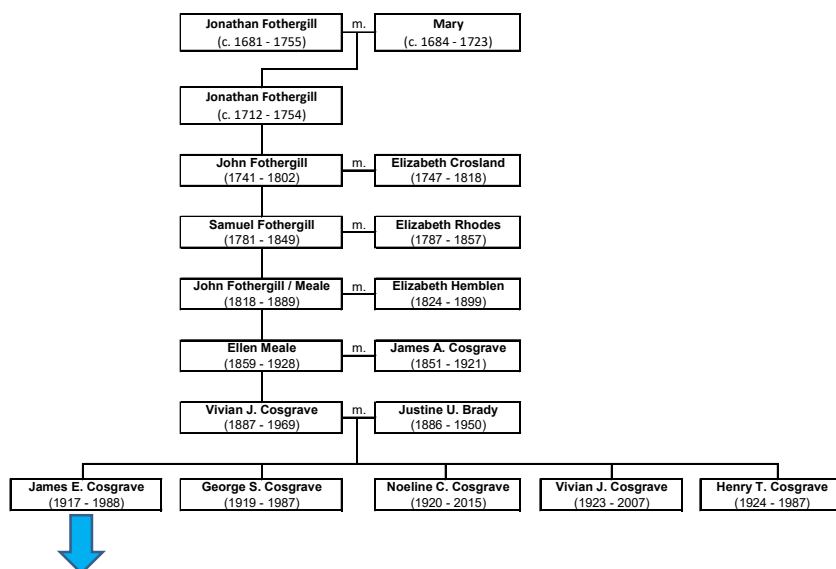 Jonathan Fothergill
(c. 1681 - 1755)
m.
Mary
(c. 1684 - 1723)
Jonathan Fothergill
(c. 1712 - 1754)
John Fothergill
(1741 - 1802)
m.
Elizabeth Crosland
(1747 - 1818)
Samuel Fothergill
(1781 - 1849)
m.
Elizabeth Rhodes
(1787 - 1857)
John Fothergill / Meale
(1818 - 1889)
m.
Elizabeth Hemblen
(1824 - 1899)
Ellen Meale
(1859 - 1928)
m.
James A. Cosgrave
(1851 - 1921)
Vivian J. Cosgrave
(1887 - 1969)
m.
Justine U. Brady
(1886 - 1950)
James E. Cosgrave
(1917 - 1988)
George S. Cosgrave
(1919 - 1987)
Noeline C. Cosgrave
(1920 - 2015)
Vivian J. Cosgrave
(1923 - 2007)
Henry T. Cosgrave
(1924 - 1987)